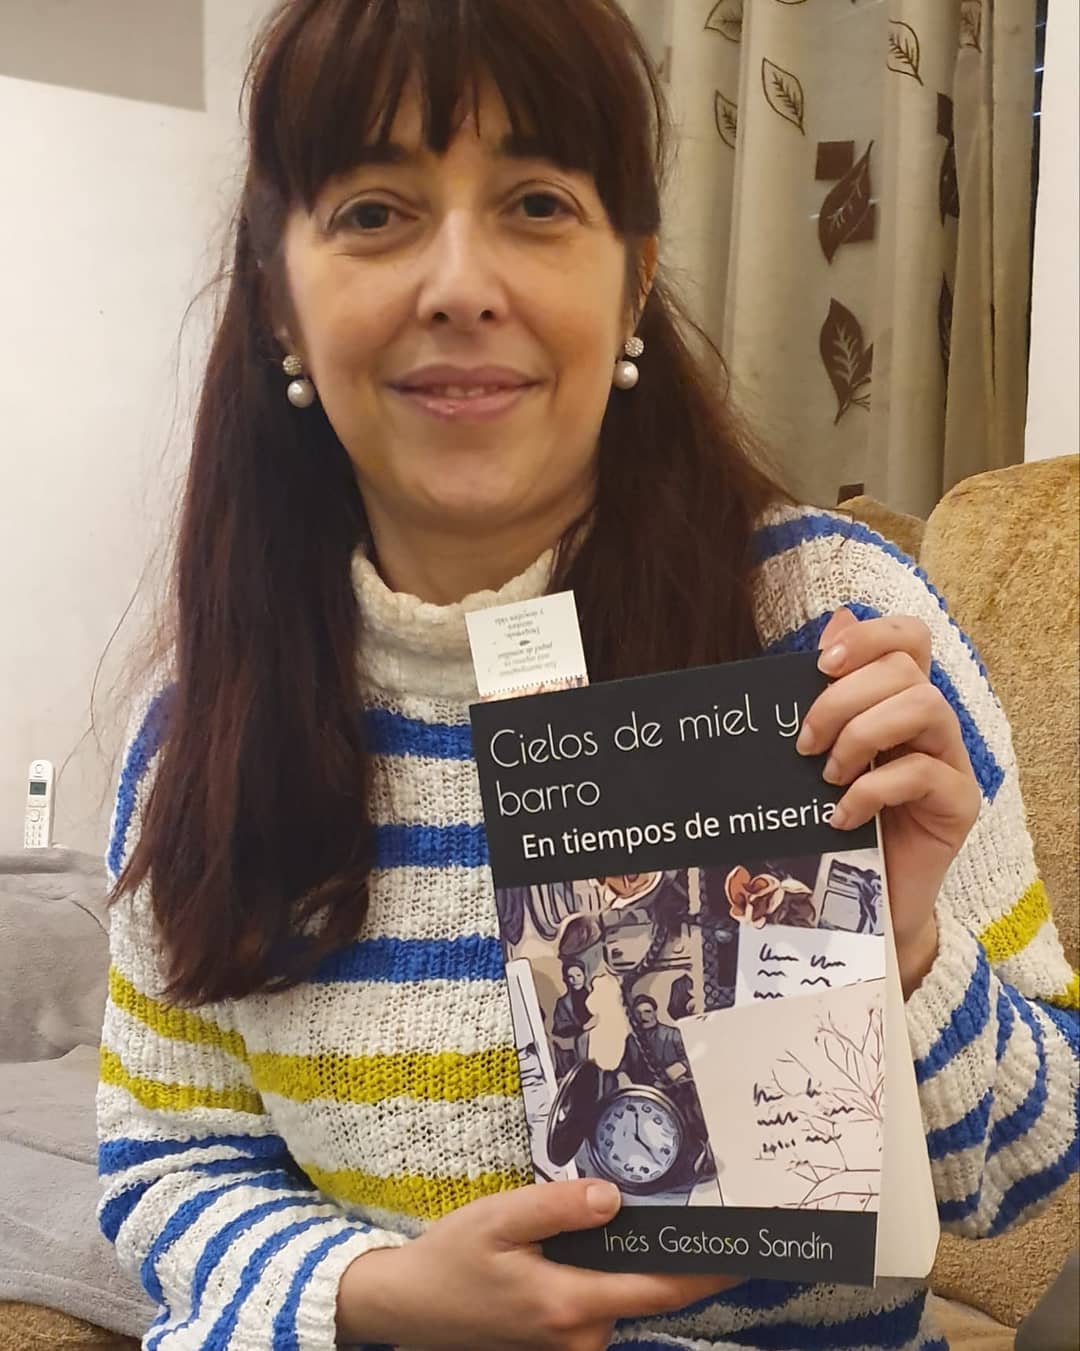 Cielos de miel y
barro
En tiempos de miseria
Inés Gestoso Sandín